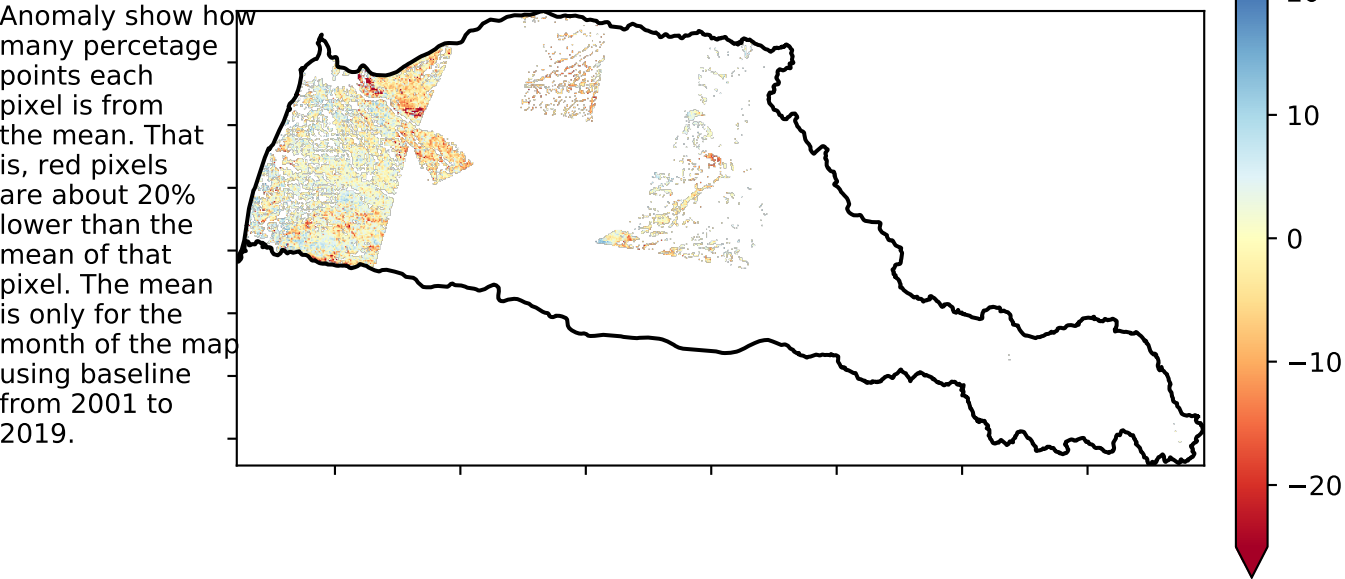 Anomaly show how
many percetage
points each
pixel is from
the mean. That
is, red pixels
are about 20%
lower than the
mean of that
pixel. The mean
is only for the
month of the map
using baseline
from 2001 to
2019.
10
0
−10
−20